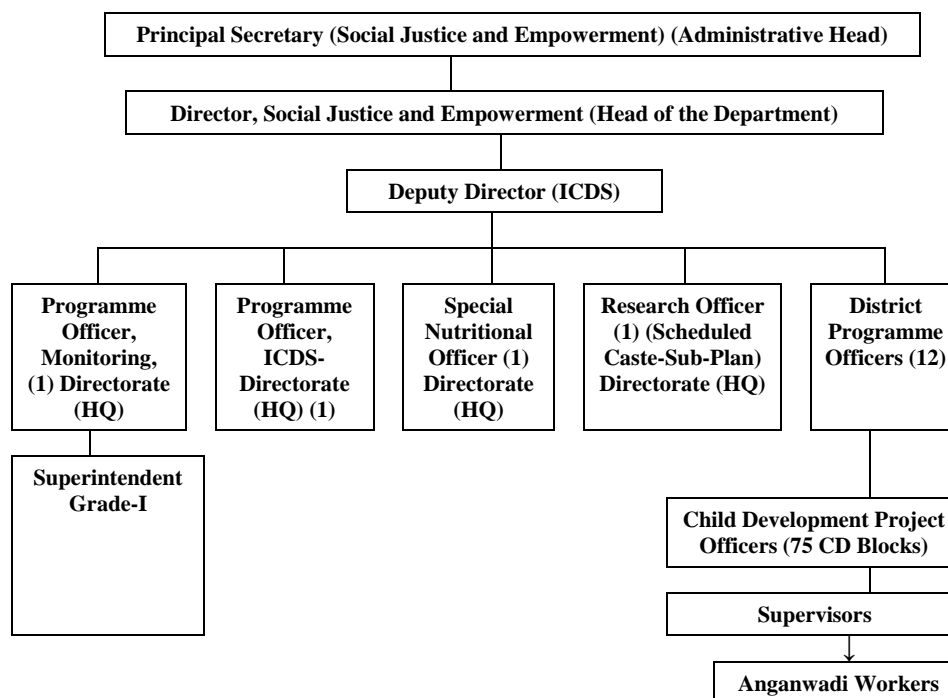 Principal Secretary (Social Justice and Empowerment) (Administrative Head)
Director, Social Justice and Empowerment (Head of the Department)
Deputy Director (ICDS)
Programme
Officer,
Monitoring,
(1) Directorate
(HQ)
Programme
Officer,
ICDS-
Directorate
(HQ) (1)
Special
Nutritional
Officer (1)
Directorate
(HQ)
Research Officer
(1) (Scheduled
Caste-Sub-Plan)
Directorate (HQ)
District
Programme
Officers (12)
Superintendent
Grade-I
Child Development Project
Officers (75 CD Blocks)
Supervisors
Anganwadi Workers